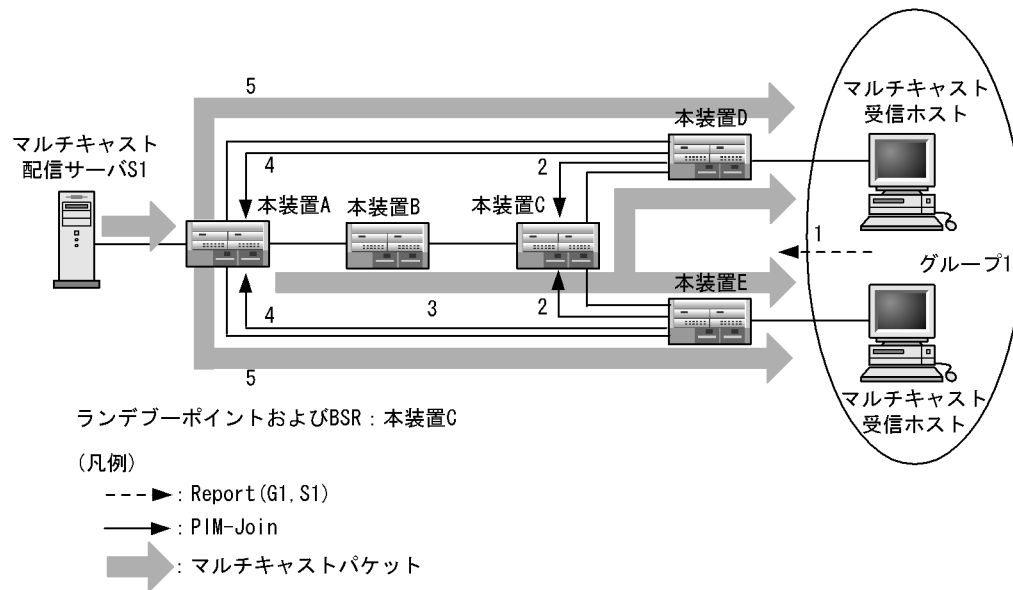 5
マルチキャスト
受信ホスト
本装置D
マルチキャスト
配信サーバS1
4
2
本装置A
本装置B
本装置C
1
グループ1
本装置E
3
4
2
5
マルチキャスト
受信ホスト
ランデブーポイントおよびBSR：本装置C
(凡例)
：Report(G1,S1)
：PIM-Join
：マルチキャストパケット